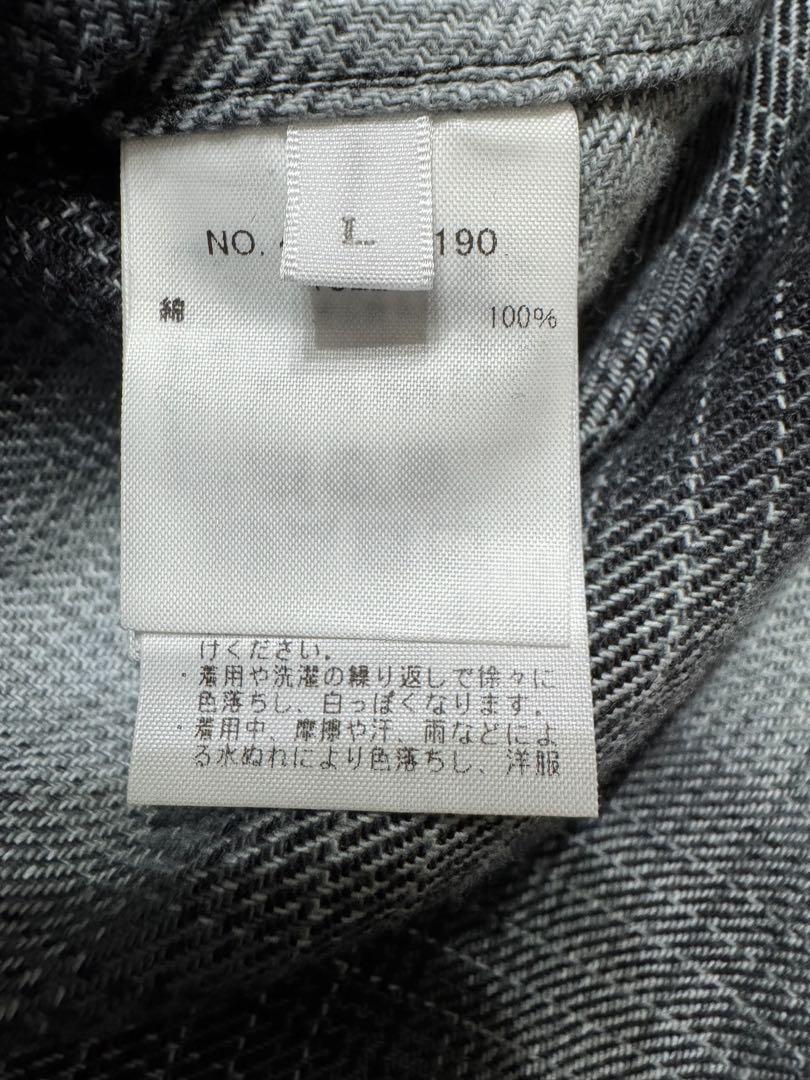 L
NO. 190
綿 100%
けください。
・着用や洗濯の繰り返しで徐々に
色落ちし、白っぽくなります。
・着用中、摩擦や汗、雨などによ
る水ぬれにより色落ちし、洋服